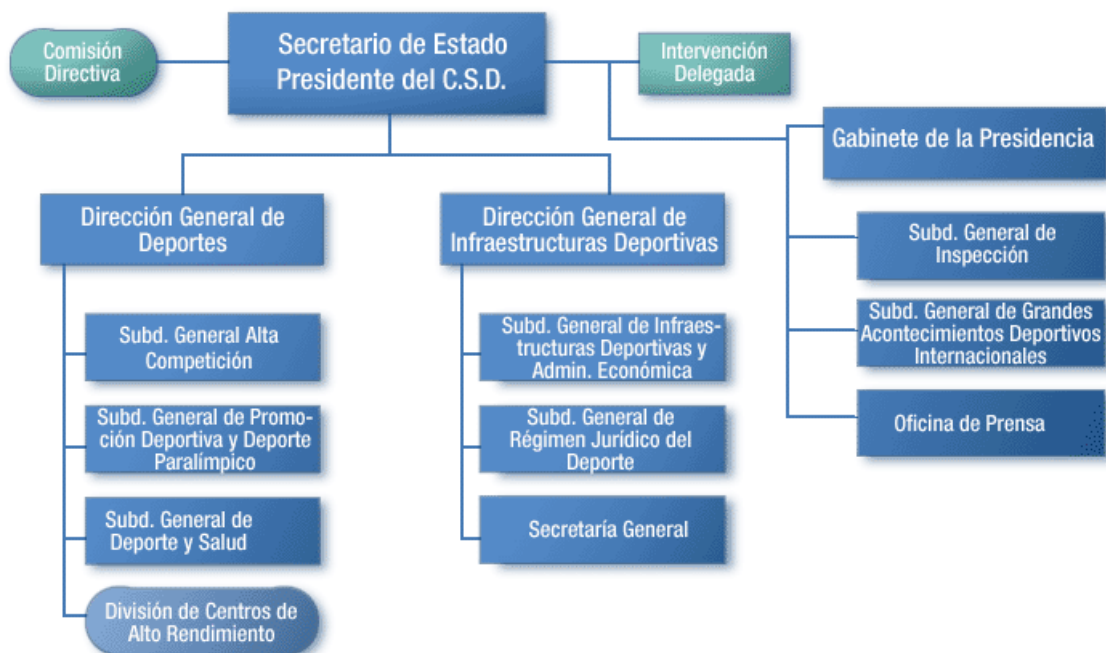 Comisión
Directiva
Secretario de Estado
Presidente del C.S.D.
Intervención
Delegada
Gabinete de la Presidencia
Dirección General de
Deportes
Dirección General de
Infraestructuras Deportivas
Subd. General de
Inspección
Subd. General Alta
Competición
Subd. General de Infrae-
structuras Deportivas y
Admin. Económica
Subd. General de Grandes
Acontecimientos Deportivos
Internacionales
Subd. General de Promo-
ción Deportiva y Deporte
Paralímpico
Subd. General de
Régimen Jurídico del
Deporte
Oficina de Prensa
Subd. General de
Deporte y Salud
Secretaría General
División de Centros de
Alto Rendimiento